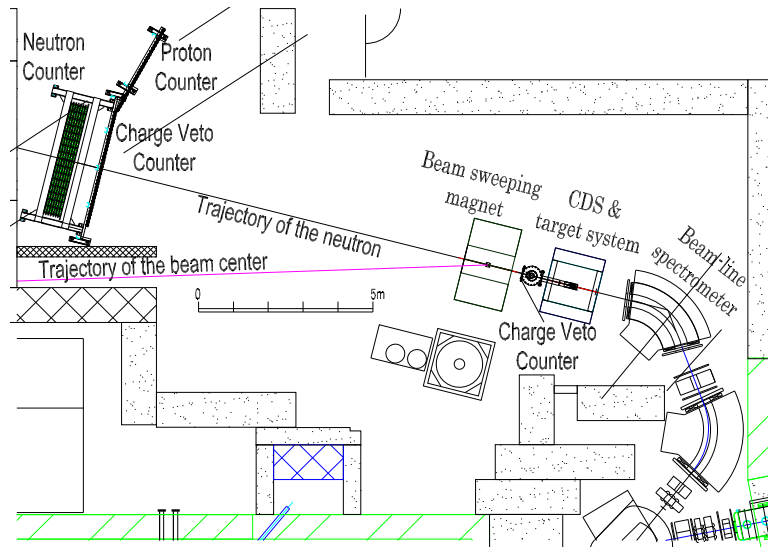 Neutron
Counter
Proton
Counter
Charge Veto
Counter
Beam sweeping
magnet
CDS &
target system
Beam-line
spectrometer
Trajectory of the neutron
Trajectory of the beam center
0
5m
Charge Veto
Counter